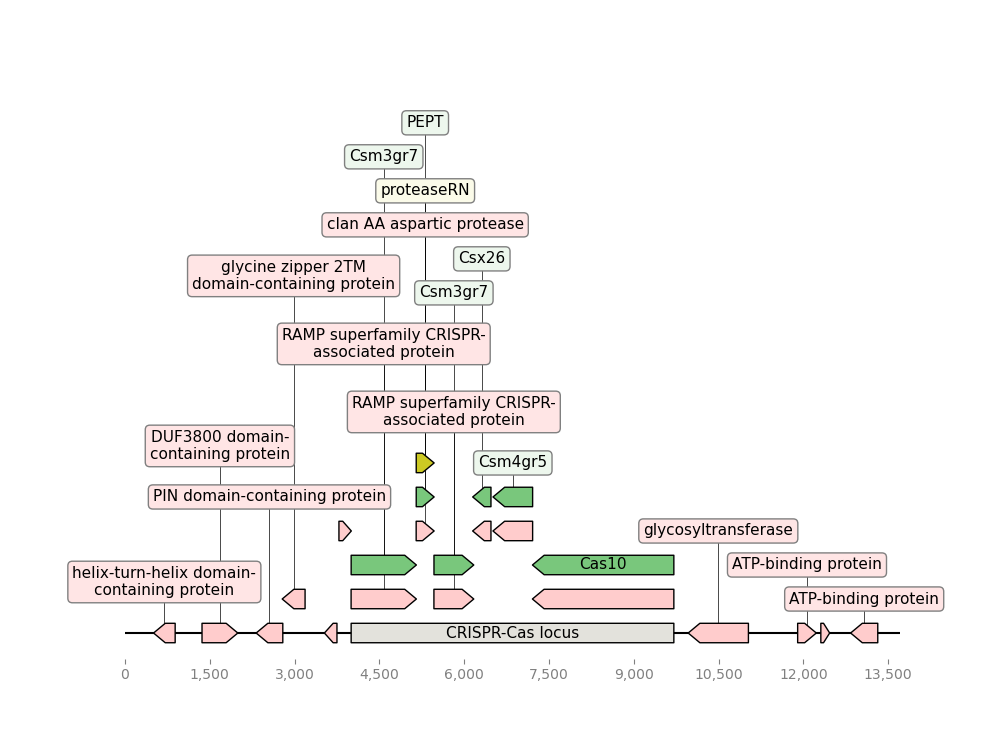 PEPT
Csm3gr7
proteaseRN
clan AA aspartic protease
Csx26
glycine zipper 2TM
domain-containing protein
Csm3gr7
RAMP superfamily CRISPR-
associated protein
RAMP superfamily CRISPR-
associated protein
DUF3800 domain-
containing protein
Csm4gr5
PIN domain-containing protein
glycosyltransferase
Cas10
ATP-binding protein
helix-turn-helix domain-
containing protein
ATP-binding protein
CRISPR-Cas locus
0 1,500 3,000 4,500 6,000 7,500 9,000 10,500 12,000 13,500